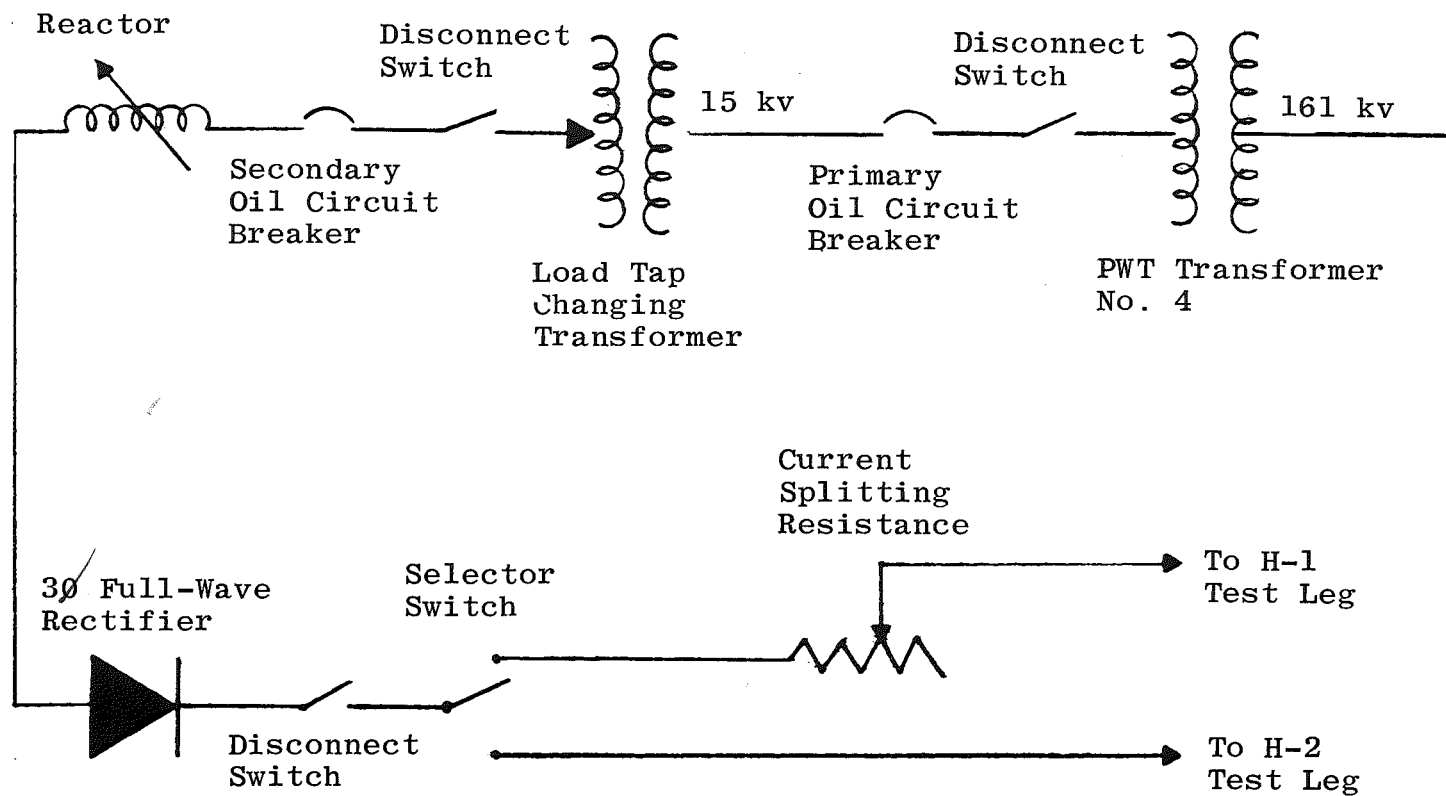 Reactor
Disconnect
Switch
Disconnect
Switch
15 kv
161 kv
Secondary
Oil Circuit
Breaker
Primary
Oil Circuit
Breaker
Load Tap
Changing
Transformer
PWT Transformer
No. 4
Current
Splitting
Resistance
3Ø Full-Wave
Rectifier
Selector
Switch
To H-1
Test Leg
Disconnect
Switch
To H-2
Test Leg